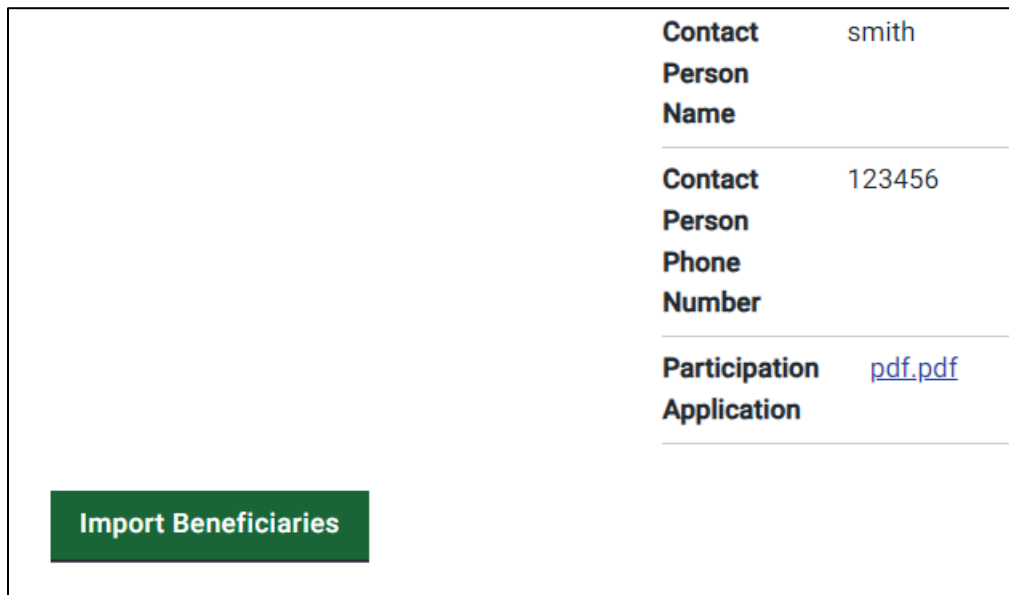 Contact smith
Person
Name
Contact 123456
Person
Phone
Number
Participation pdf.pdf
Application
Import Beneficiaries